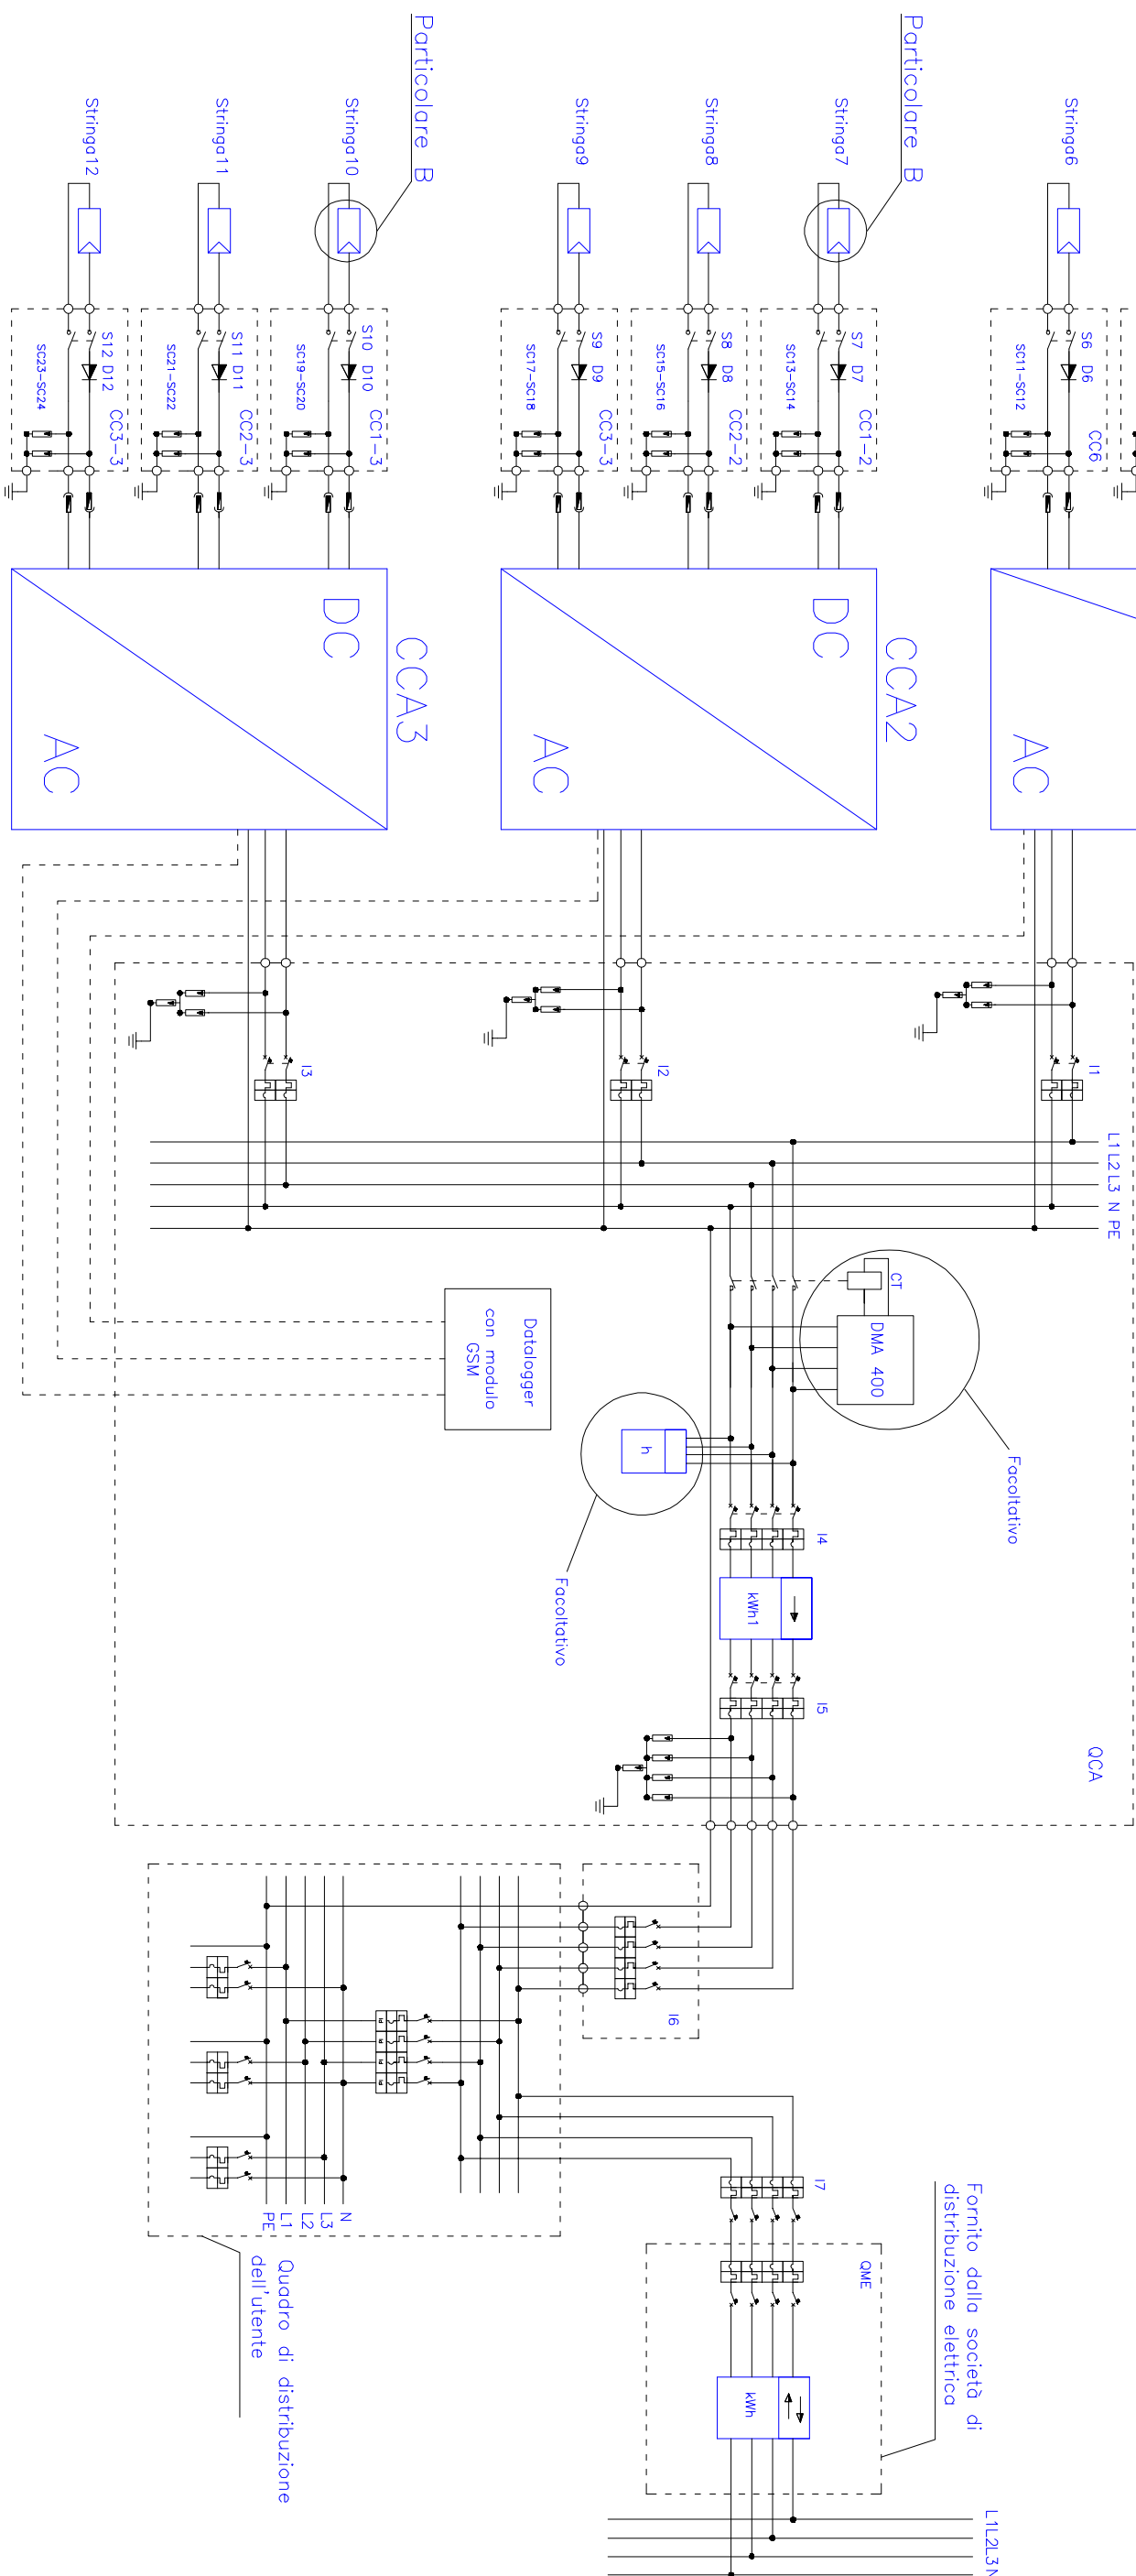 Particolare B
Particolare B
Stringa12
Stringa11
Stringa10
Stringa9
Stringa8
Stringa7
Stringa6
S12 D12
SC23-SC24
CC3-3
S11 D11
SC21-SC22
CC2-3
S10 D10
SC19-SC20
CC1-3
S9 D9
SC17-SC18
CC3-3
S8 D8
SC15-SC16
CC2-2
S7 D7
SC13-SC14
CC1-2
S6 D6
SC11-SC12
CC6
DC
AC
CCA3
DC
AC
CCA2
AC
I3
I2
I1
L1 L2 L3 N PE
CT
DMA 400
Facoltativo
Datalogger
con modulo
GSM
h
Facoltativo
I4
kWh1
I5
QCA
I6
I7
N
L3
L2
L1
PE
Quadro di distribuzione
dell'utente
QME
kWh
Fornito dalla società di
distribuzione elettrica
L1L2L3N